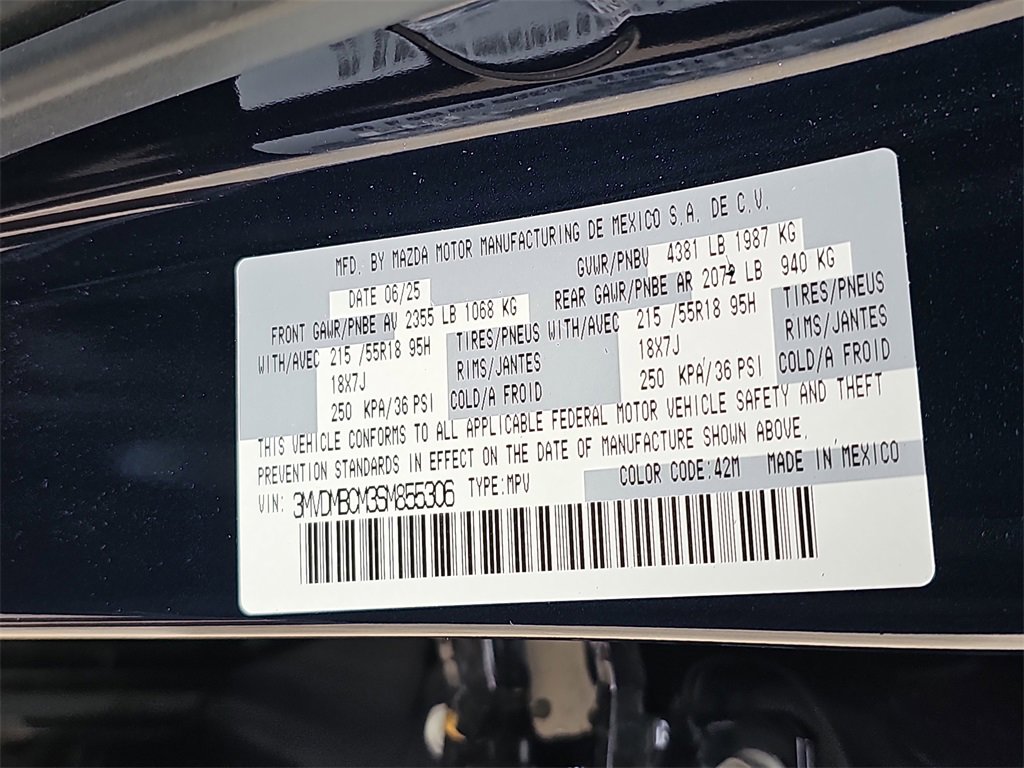 MFD. BY MAZDA MOTOR MANUFACTURING DE MEXICO S.A. DE C.V.
DATE 06/25 GVWR/PNBV 4381 LB 1987 KG
FRONT GAWR/PNBE AV 2355 LB 1068 KG REAR GAWR/PNBE AR 2072 LB 940 KG
WITH/AVEC 215 /55R18 95H TIRES/PNEUS WITH/AVEC 215 /55R18 95H TIRES/PNEUS
18X7J RIMS/JANTES 18X7J RIMS/JANTES
250 KPA/36 PSI COLD/A FROID 250 KPA/36 PSI COLD/A FROID
THIS VEHICLE CONFORMS TO ALL APPLICABLE FEDERAL MOTOR VEHICLE SAFETY AND THEFT
PREVENTION STANDARDS IN EFFECT ON THE DATE OF MANUFACTURE SHOWN ABOVE.
VIN: 3MVDMBCM3SM855306 TYPE:MPV COLOR CODE:42M MADE IN MEXICO